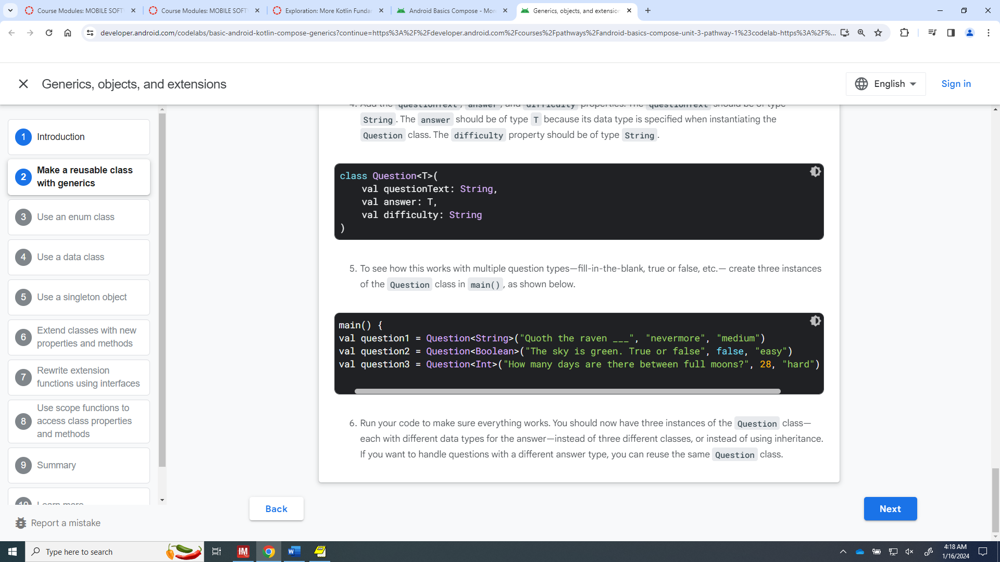 Course Modules: MOBILE SOFT
Course Modules: MOBILE SOFT
Exploration: More Kotlin Funda
Android Basics Compose - Mor
Generics, objects, and extension
developer.android.com/codelabs/basic-android-kotlin-compose-generics?continue=https%3A%2F%2Fdeveloper.android.com%2Fcourses%2Fpathways%2Fandroid-basics-compose-unit-3-pathway-1%23codelab-https%3A%2F%...
Generics, objects, and extensions
English
Sign in
1 Introduction
2 Make a reusable class
with generics
3 Use an enum class
4 Use a data class
5 Use a singleton object
6 Extend classes with new
properties and methods
7 Rewrite extension
functions using interfaces
8 Use scope functions to
access class properties
and methods
9 Summary
10 Learn more
Report a mistake
4. Add the questionText, answer, and difficulty properties. The questionText should be of type
String. The answer should be of type T because its data type is specified when instantiating the
Question class. The difficulty property should be of type String.
class Question<T>(
    val questionText: String,
    val answer: T,
    val difficulty: String
)
5. To see how this works with multiple question types—fill-in-the-blank, true or false, etc.— create three instances
of the Question class in main(), as shown below.
main() {
val question1 = Question<String>("Quoth the raven ___", "nevermore", "medium")
val question2 = Question<Boolean>("The sky is green. True or false", false, "easy")
val question3 = Question<Int>("How many days are there between full moons?", 28, "hard")
6. Run your code to make sure everything works. You should now have three instances of the Question class—
each with different data types for the answer—instead of three different classes, or instead of using inheritance.
If you want to handle questions with a different answer type, you can reuse the same Question class.
Back
Next
Type here to search
IM
W
4:18 AM
1/16/2024